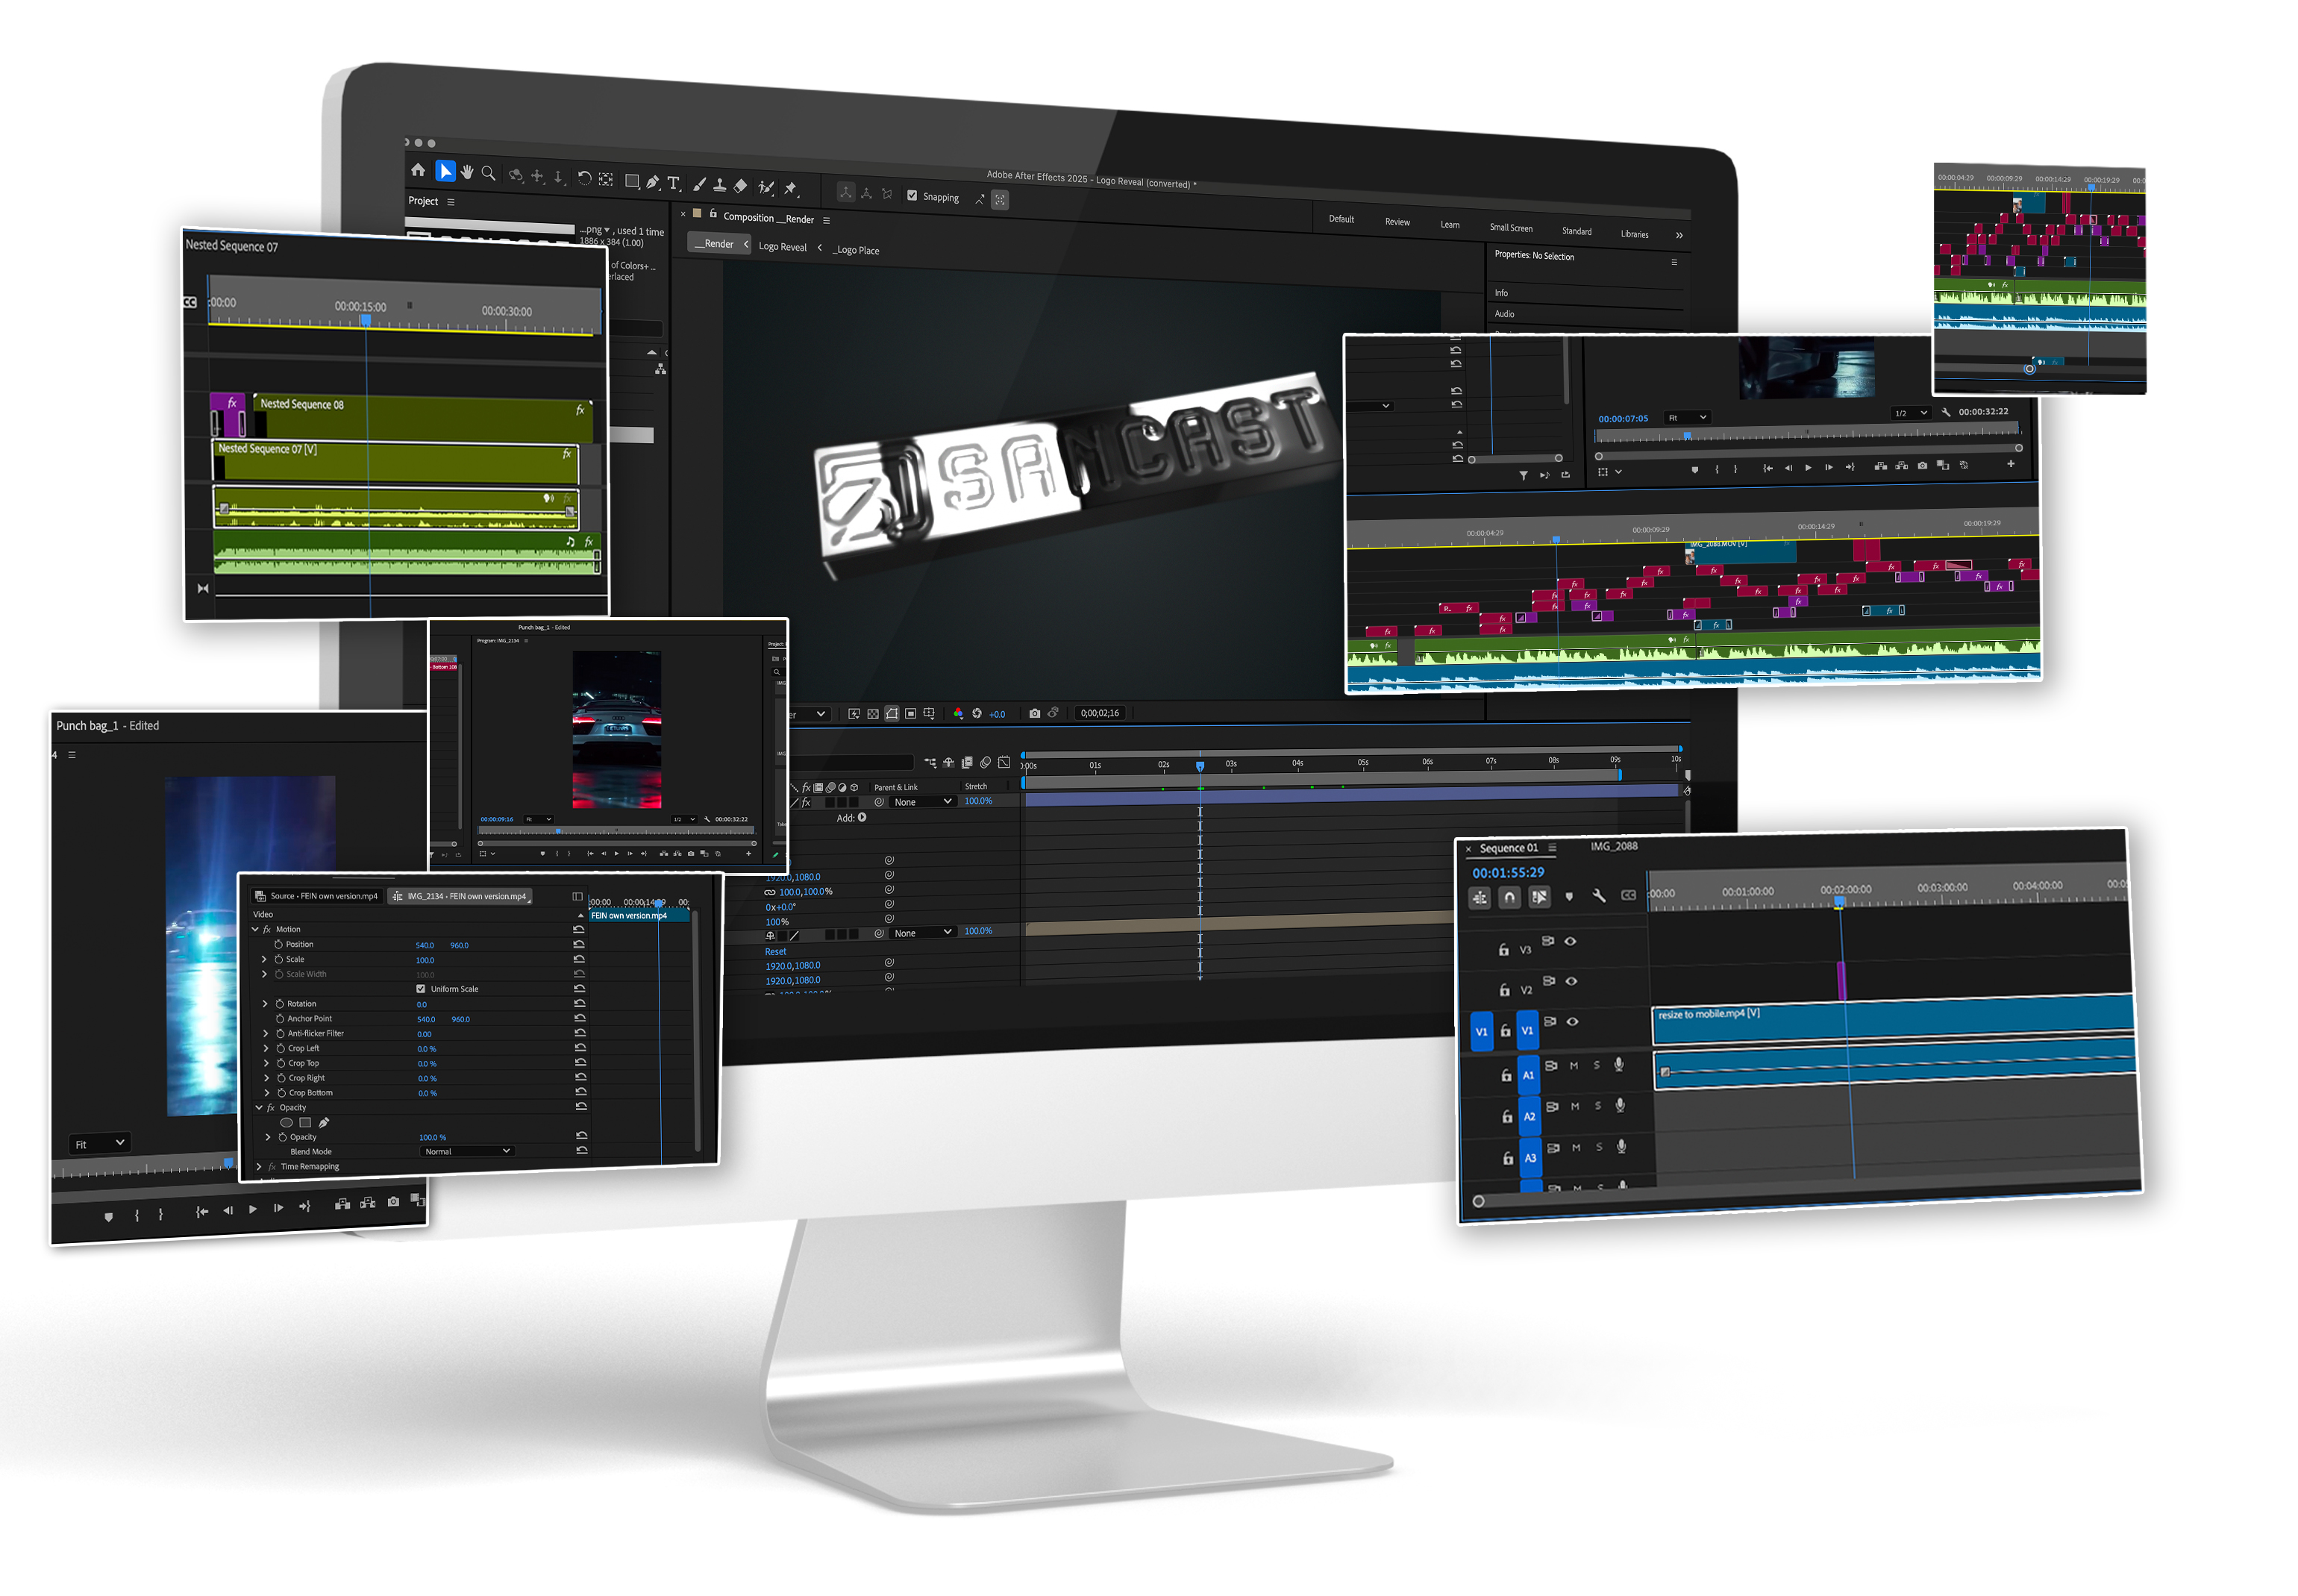 Adobe After Effects 2025 - Logo Reveal (converted) *
Snapping
Project
Composition __Render
Default
Review
Learn
Small Screen
Standard
Libraries
...png , used 1 time
1886 x 384 (1.00)
of Colors+ ...
__Render
Logo Reveal
_Logo Place
Properties: No Selection
Info
Audio
SANCAST
+0.0
0;00;02;16
01s
02s
03s
04s
05s
06s
07s
08s
09s
10s
Parent & Link
Stretch
None
100.0%
Add:
1920.0,1080.0
100.0,100.0%
0x+0.0°
100%
None
100.0%
Reset
1920.0,1080.0
1920.0,1080.0
Nested Sequence 07
CC
:00:00
00:00:15:00
00:00:30:00
fx
Nested Sequence 08
fx
Nested Sequence 07 [V]
fx
fx
fx
Punch bag_1 - Edited
Program: IMG_2134
00:00:09:16
Fit
1/2
00:00:32:22
Punch bag_1 - Edited
4
Fit
Source • FEIN own version.mp4
IMG_2134 • FEIN own version.mp4
:00:00
00:00:14:29
00:
Video
FEIN own version.mp4
fx Motion
Position
540.0
960.0
Scale
100.0
Scale Width
100.0
Uniform Scale
Rotation
0.0
Anchor Point
540.0
960.0
Anti-flicker Filter
0.00
Crop Left
0.0 %
Crop Top
0.0 %
Crop Right
0.0 %
Crop Bottom
0.0 %
fx Opacity
Opacity
100.0 %
Blend Mode
Normal
fx Time Remapping
00:00:04:29
00:00:09:29
00:00:14:29
00:00:19:29
00:00:07:05
Fit
1/2
00:00:32:22
00:00:04:29
00:00:09:29
00:00:14:29
00:00:19:29
IMG_2088.MOV [V]
Sequence 01
IMG_2088
00:01:55:29
CC
:00:00
00:01:00:00
00:02:00:00
00:03:00:00
00:04:00:00
V3
V2
V1
V1
resize to mobile.mp4 [V]
A1
M
S
A2
M
S
A3
M
S